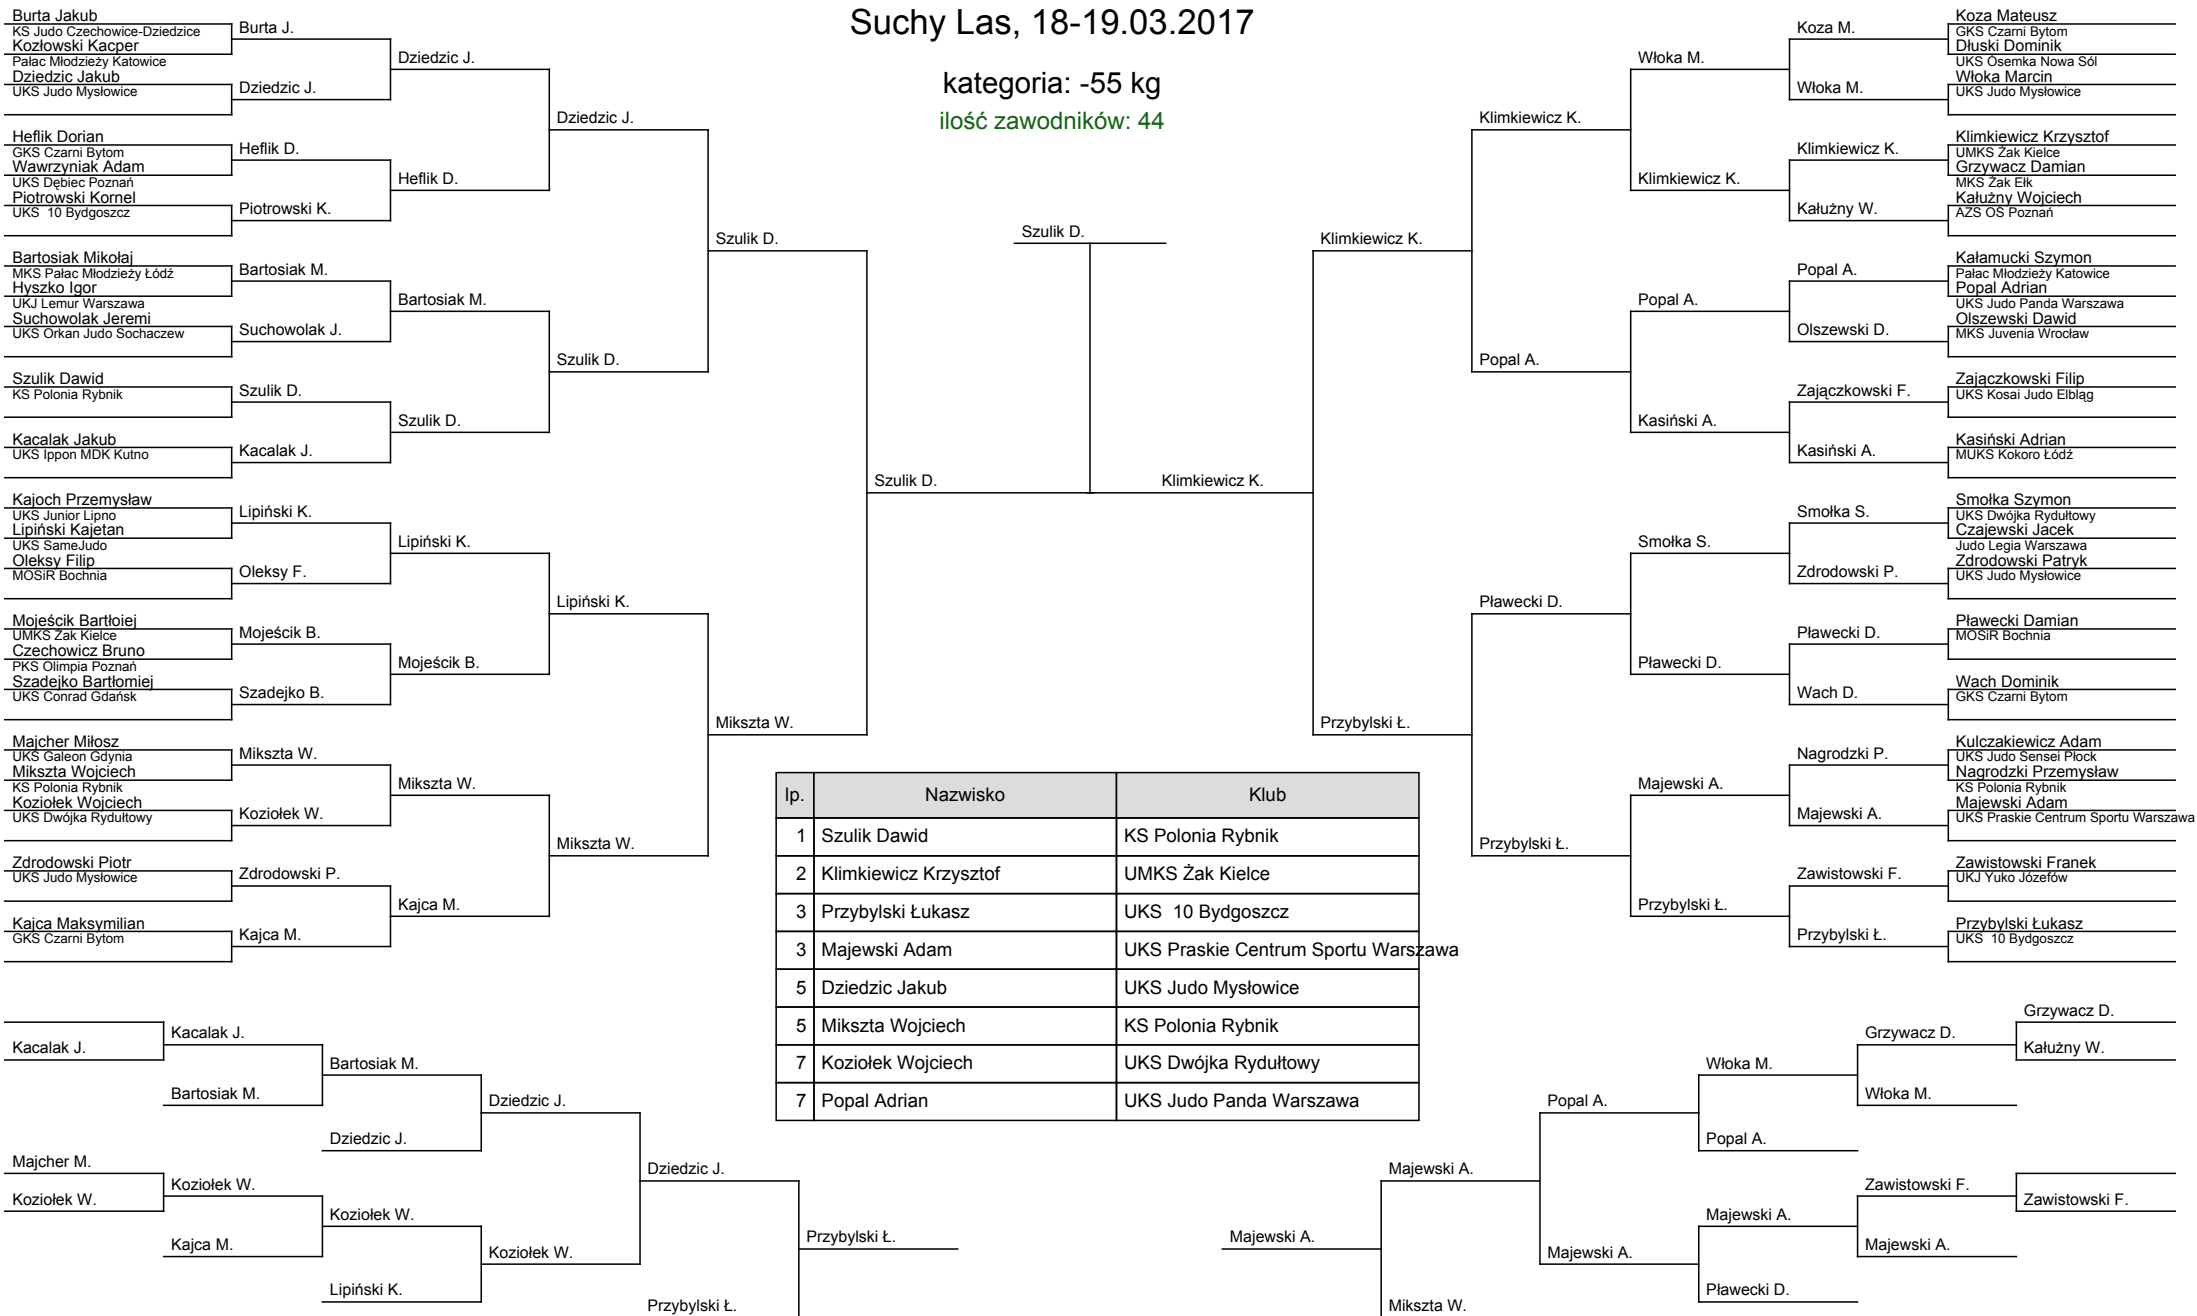 Suchy Las, 18-19.03.2017
kategoria: -55 kg
ilość zawodników: 44
Burta Jakub
KS Judo Czechowice-Dziedzice
Kozłowski Kacper
Pałac Młodzieży Katowice
Dziedzic Jakub
UKS Judo Mysłowice
Heflik Dorian
GKS Czarni Bytom
Wawrzyniak Adam
UKS Dębiec Poznań
Piotrowski Kornel
UKS 10 Bydgoszcz
Bartosiak Mikołaj
MKS Pałac Młodzieży Łódź
Hyszko Igor
UKJ Lemur Warszawa
Suchowolak Jeremi
UKS Orkan Judo Sochaczew
Szulik Dawid
KS Polonia Rybnik
Kacalak Jakub
UKS Ippon MDK Kutno
Kajoch Przemysław
UKS Junior Lipno
Lipiński Kajetan
UKS SameJudo
Oleksy Filip
MOSiR Bochnia
Mojeścik Bartłoiej
UMKS Żak Kielce
Czechowicz Bruno
PKS Olimpia Poznań
Szadejko Bartłomiej
UKS Conrad Gdańsk
Majcher Miłosz
UKS Galeon Gdynia
Mikszta Wojciech
KS Polonia Rybnik
Koziołek Wojciech
UKS Dwójka Rydułtowy
Zdrodowski Piotr
UKS Judo Mysłowice
Kajca Maksymilian
GKS Czarni Bytom
Burta J.
Dziedzic J.
Heflik D.
Piotrowski K.
Bartosiak M.
Suchowolak J.
Szulik D.
Kacalak J.
Lipiński K.
Oleksy F.
Mojeścik B.
Szadejko B.
Mikszta W.
Koziołek W.
Zdrodowski P.
Kajca M.
Dziedzic J.
Heflik D.
Bartosiak M.
Szulik D.
Lipiński K.
Mojeścik B.
Mikszta W.
Kajca M.
Dziedzic J.
Szulik D.
Lipiński K.
Mikszta W.
Szulik D.
Mikszta W.
Szulik D.
Szulik D.
Klimkiewicz K.
Klimkiewicz K.
Przybylski Ł.
Klimkiewicz K.
Popal A.
Pławecki D.
Przybylski Ł.
Włoka M.
Klimkiewicz K.
Popal A.
Kasiński A.
Smołka S.
Pławecki D.
Majewski A.
Przybylski Ł.
Koza M.
Włoka M.
Klimkiewicz K.
Kałużny W.
Popal A.
Olszewski D.
Zajączkowski F.
Kasiński A.
Smołka S.
Zdrodowski P.
Pławecki D.
Wach D.
Nagrodzki P.
Majewski A.
Zawistowski F.
Przybylski Ł.
Koza Mateusz
GKS Czarni Bytom
Dłuski Dominik
UKS Ósemka Nowa Sól
Włoka Marcin
UKS Judo Mysłowice
Klimkiewicz Krzysztof
UMKS Żak Kielce
Grzywacz Damian
MKS Żak Ełk
Kałużny Wojciech
AZS OŚ Poznań
Kałamucki Szymon
Pałac Młodzieży Katowice
Popal Adrian
UKS Judo Panda Warszawa
Olszewski Dawid
MKS Juvenia Wrocław
Zajączkowski Filip
UKS Kosai Judo Elbląg
Kasiński Adrian
MUKS Kokoro Łódź
Smołka Szymon
UKS Dwójka Rydułtowy
Czajewski Jacek
Judo Legia Warszawa
Zdrodowski Patryk
UKS Judo Mysłowice
Pławecki Damian
MOSiR Bochnia
Wach Dominik
GKS Czarni Bytom
Kulczakiewicz Adam
UKS Judo Sensei Płock
Nagrodzki Przemysław
KS Polonia Rybnik
Majewski Adam
UKS Praskie Centrum Sportu Warszawa
Zawistowski Franek
UKJ Yuko Józefów
Przybylski Łukasz
UKS 10 Bydgoszcz
lp. Nazwisko Klub
1 Szulik Dawid KS Polonia Rybnik
2 Klimkiewicz Krzysztof UMKS Żak Kielce
3 Przybylski Łukasz UKS 10 Bydgoszcz
3 Majewski Adam UKS Praskie Centrum Sportu Warszawa
5 Dziedzic Jakub UKS Judo Mysłowice
5 Mikszta Wojciech KS Polonia Rybnik
7 Koziołek Wojciech UKS Dwójka Rydułtowy
7 Popal Adrian UKS Judo Panda Warszawa
Kacalak J.
Majcher M.
Koziołek W.
Kacalak J.
Bartosiak M.
Koziołek W.
Kajca M.
Bartosiak M.
Dziedzic J.
Koziołek W.
Lipiński K.
Dziedzic J.
Koziołek W.
Dziedzic J.
Przybylski Ł.
Przybylski Ł.
Majewski A.
Majewski A.
Mikszta W.
Popal A.
Majewski A.
Włoka M.
Popal A.
Majewski A.
Pławecki D.
Grzywacz D.
Włoka M.
Zawistowski F.
Majewski A.
Grzywacz D.
Kałużny W.
Zawistowski F.